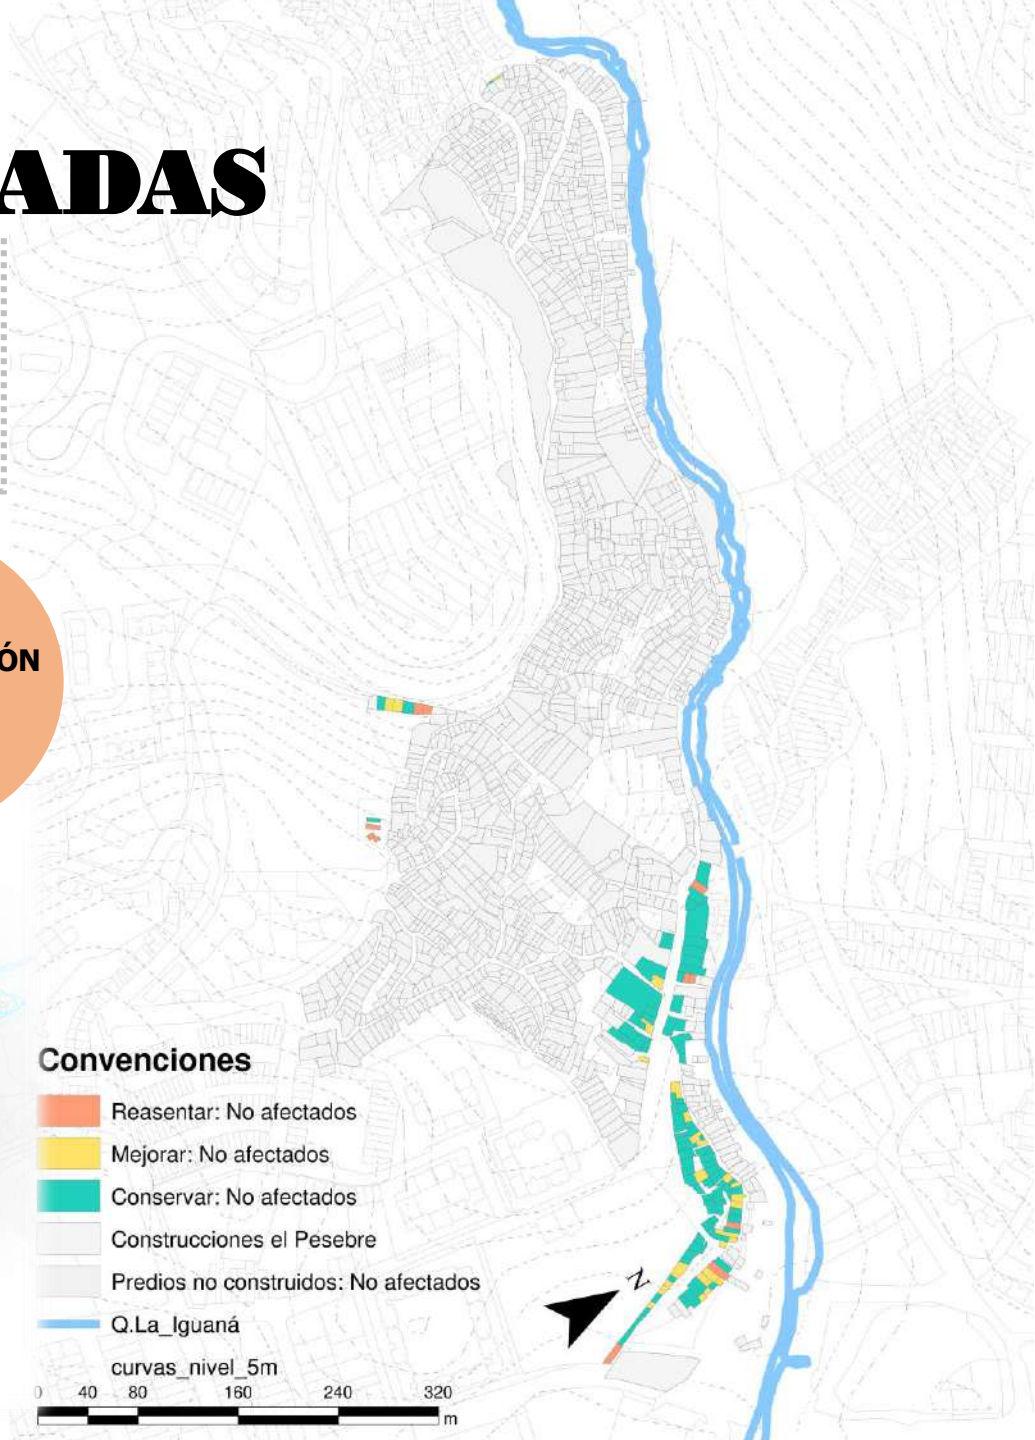 ADAS
ÓN
N
Convenciones
Reasentar: No afectados
Mejorar: No afectados
Conservar: No afectados
Construcciones el Pesebre
Predios no construidos: No afectados
Q.La_Iguaná
curvas_nivel_5m
0 40 80 160 240 320
m